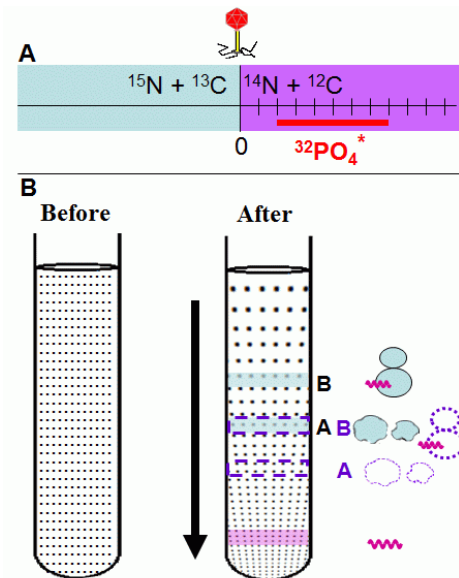 A
¹⁵N + ¹³C ¹⁴N + ¹²C
0 ³²PO₄*
B
Before After
B
A B
A